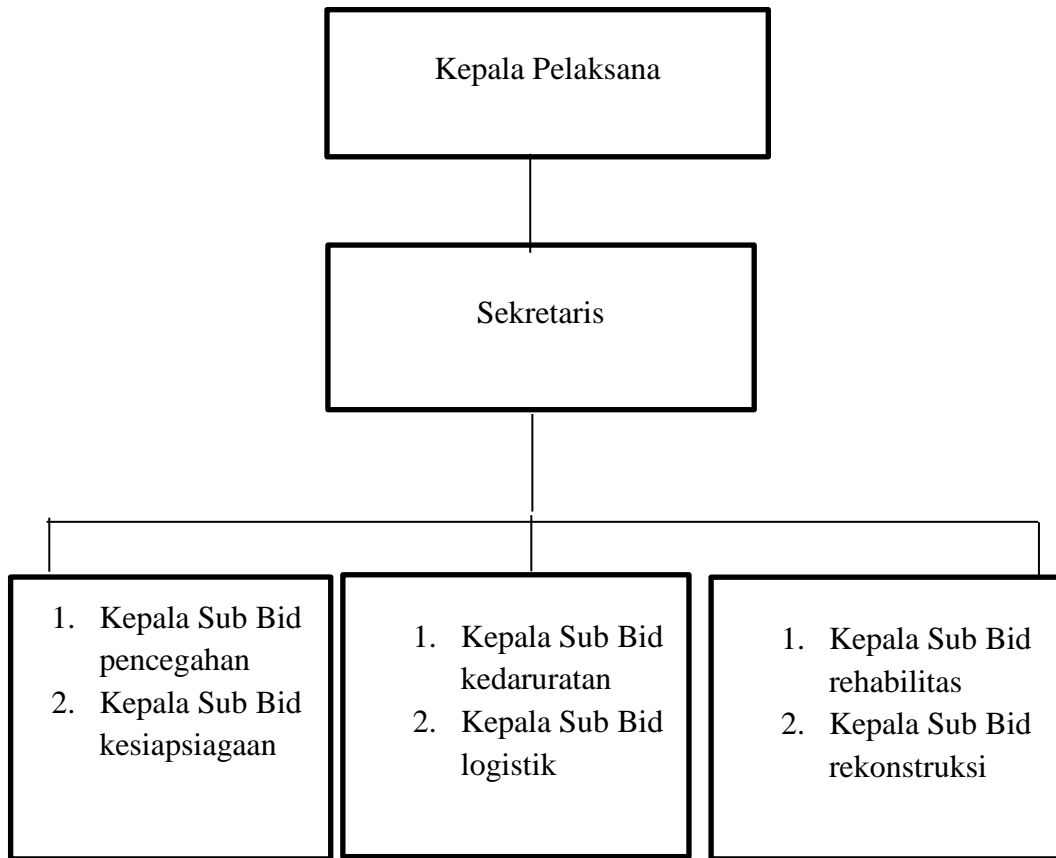 Kepala Pelaksana
Sekretaris
1. Kepala Sub Bid
pencegahan
2. Kepala Sub Bid
kesiapsiagaan
1. Kepala Sub Bid
kedaruratan
2. Kepala Sub Bid
logistik
1. Kepala Sub Bid
rehabilitas
2. Kepala Sub Bid
rekonstruksi